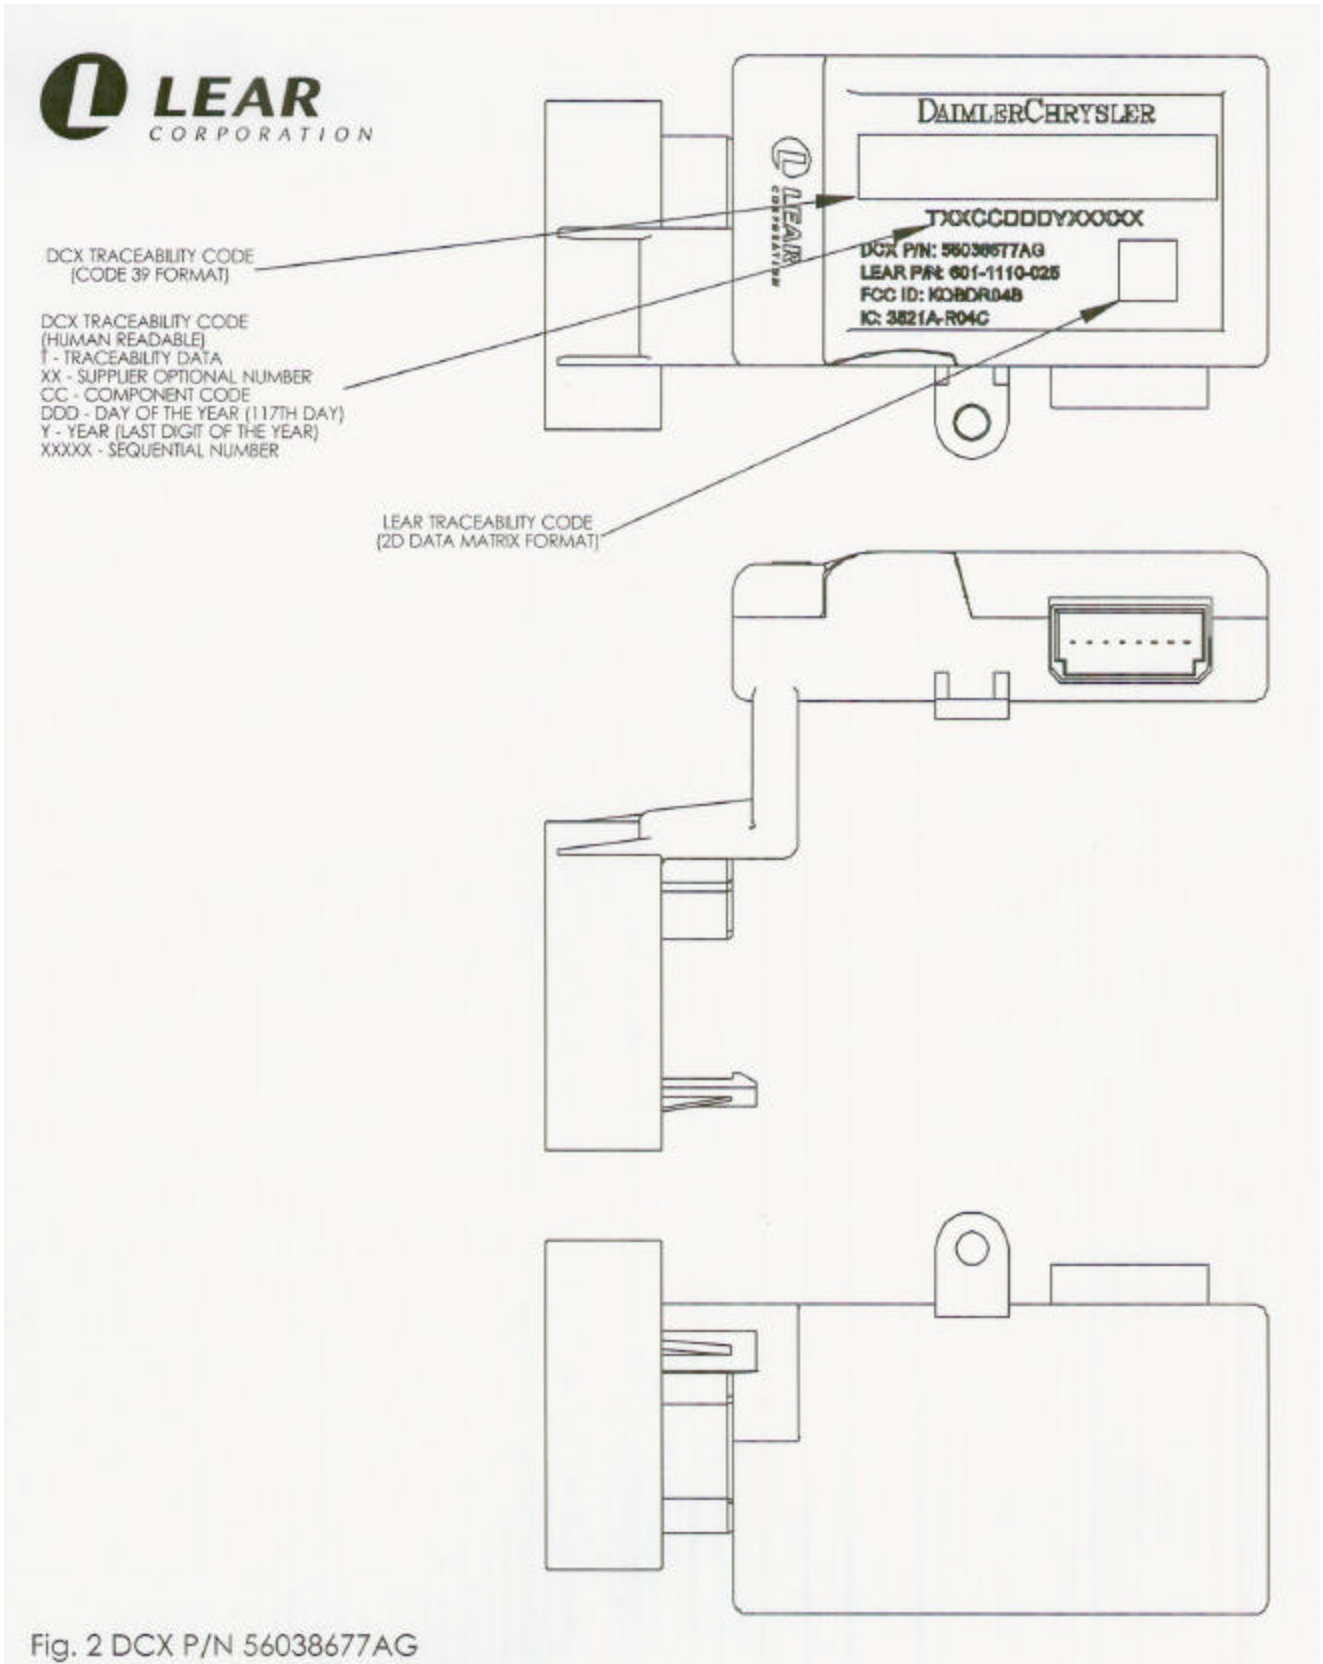 LEAR
CORPORATION
DAIMLERCHRYSLER
LEAR
CORPORATION
TXXCCDDDYXXXXX
DCX P/N: 56038677AG
LEAR P/N: 601-1110-025
FCC ID: KOBDR04B
IC: 3521A-R04C
DCX TRACEABILITY CODE
(CODE 39 FORMAT)
DCX TRACEABILITY CODE
(HUMAN READABLE)
T - TRACEABILITY DATA
XX - SUPPLIER OPTIONAL NUMBER
CC - COMPONENT CODE
DDD - DAY OF THE YEAR (117TH DAY)
Y - YEAR (LAST DIGIT OF THE YEAR)
XXXXX - SEQUENTIAL NUMBER
LEAR TRACEABILITY CODE
(2D DATA MATRIX FORMAT)
Fig. 2 DCX P/N 56038677AG